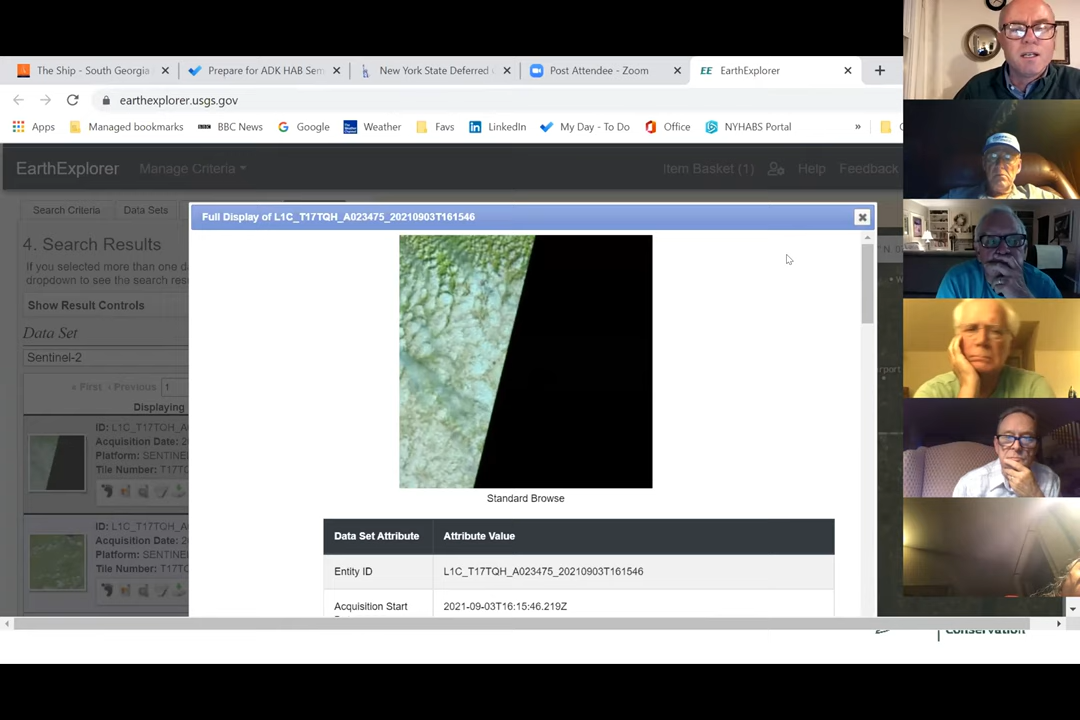 The Ship - South Georgia
Prepare for ADK HAB Sem
New York State Deferred
Post Attendee - Zoom
EE EarthExplorer
earthexplorer.usgs.gov
Apps Managed bookmarks BBC NEWS BBC News Google Weather Favs LinkedIn My Day - To Do Office NYHABS Portal »
EarthExplorer Manage Criteria Item Basket (1) Help Feedback
Search Criteria Data Sets
Full Display of L1C_T17TQH_A023475_20210903T161546
4. Search Results
If you selected more than one d
dropdown to see the search resu
Show Result Controls
Data Set
Sentinel-2
« First ‹ Previous 1
Displaying
ID: L1C_T17TQH_A
Acquisition Date: 2
Platform: SENTINE
Tile Number: T17T
Standard Browse
Data Set Attribute Attribute Value
ID: L1C_T17TQH_A
Acquisition Date: 2
Platform: SENTINE
Tile Number: T17T
Entity ID L1C_T17TQH_A023475_20210903T161546
Acquisition Start 2021-09-03T16:15:46.219Z
Conservation